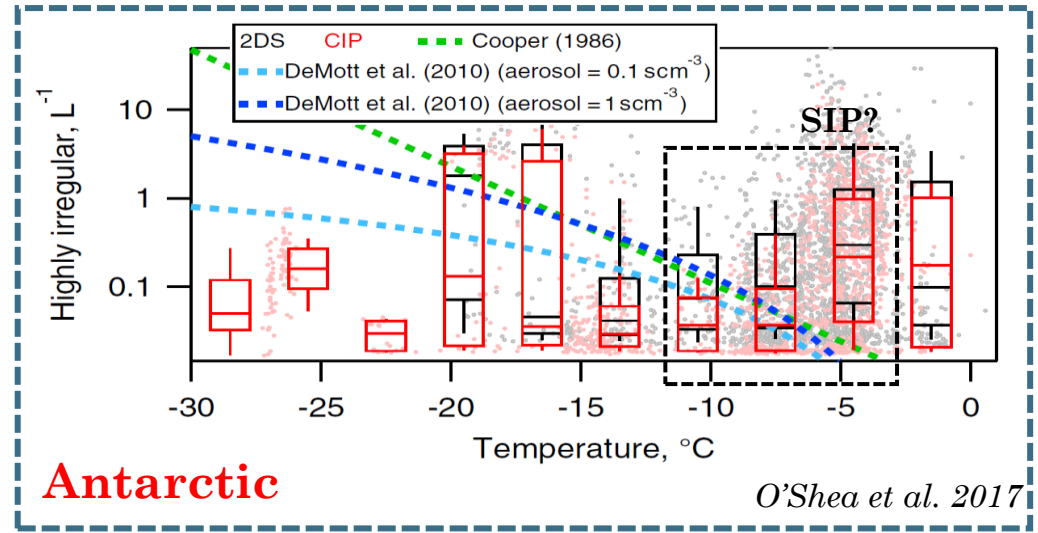 2DS CIP Cooper (1986)
DeMott et al. (2010) (aerosol = 0.1 scm⁻³)
DeMott et al. (2010) (aerosol = 1 scm⁻³)
SIP?
Highly irregular, L⁻¹
10
1
0.1
-30 -25 -20 -15 -10 -5 0
Temperature, °C
Antarctic
O'Shea et al. 2017